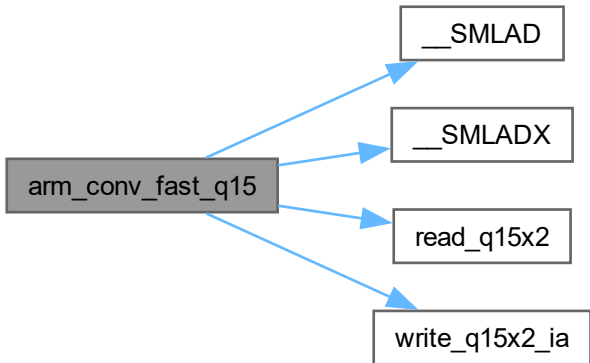 __SMLAD
__SMLADX
arm_conv_fast_q15
read_q15x2
write_q15x2_ia